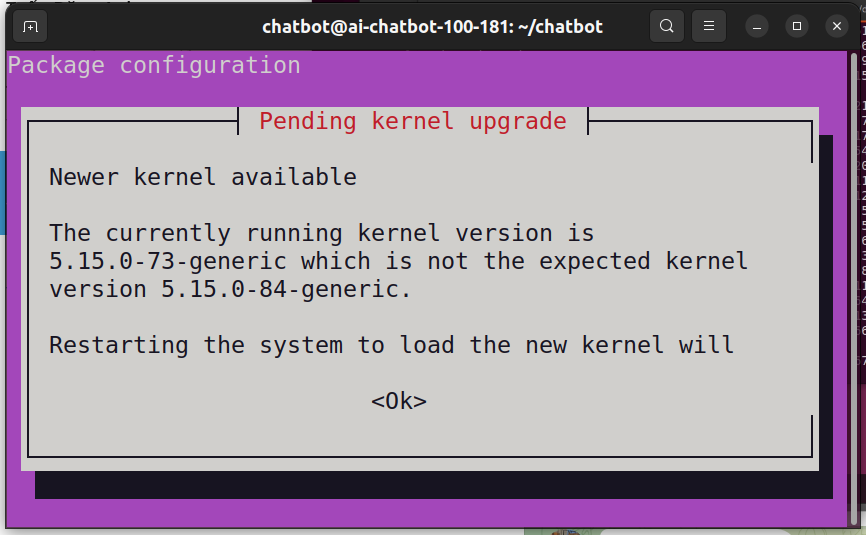 chatbot@ai-chatbot-100-181: ~/chatbot
Package configuration
Pending kernel upgrade
Newer kernel available
The currently running kernel version is
5.15.0-73-generic which is not the expected kernel
version 5.15.0-84-generic.
Restarting the system to load the new kernel will
<Ok>